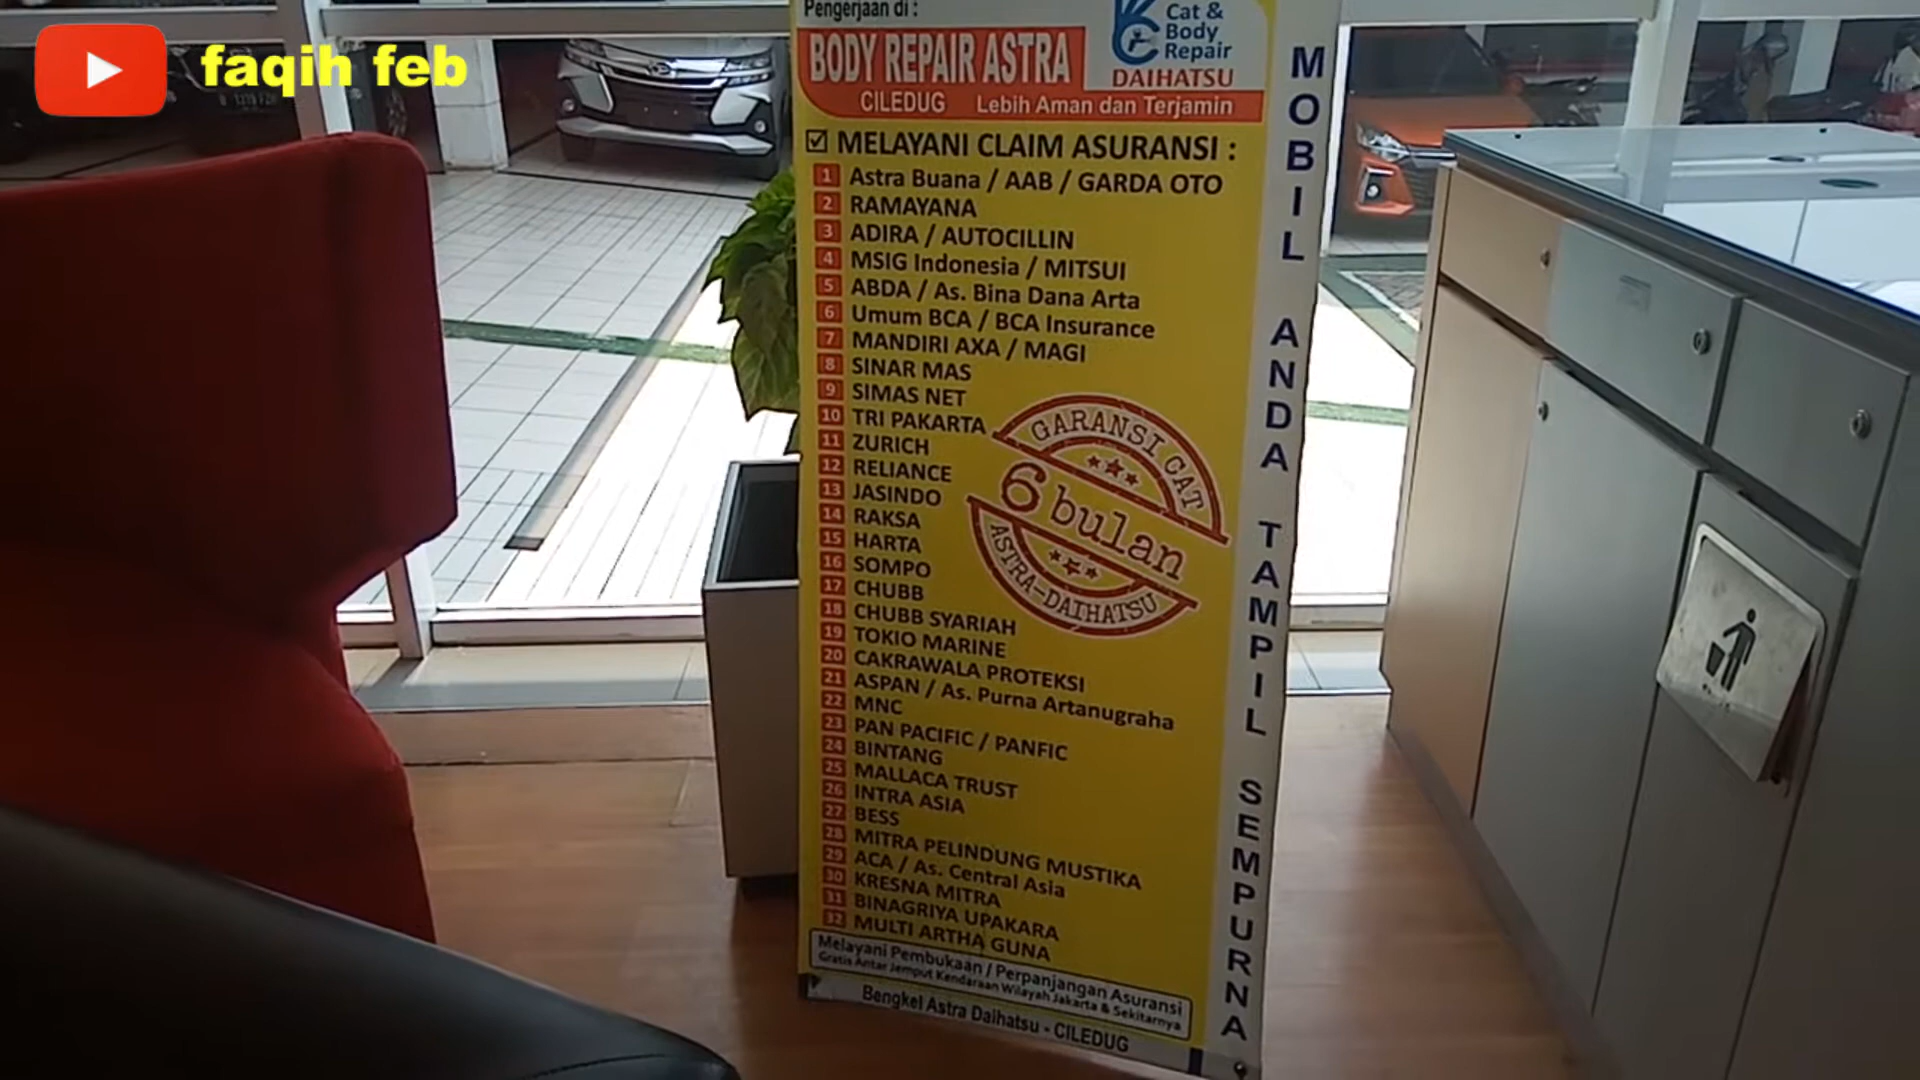 faqih feb
Pengerjaan di :
BODY REPAIR ASTRA
CILEDUG Lebih Aman dan Terjamin
Cat &
Body
Repair
DAIHATSU
MELAYANI CLAIM ASURANSI :
1 Astra Buana / AAB / GARDA OTO
2 RAMAYANA
3 ADIRA / AUTOCILLIN
4 MSIG Indonesia / MITSUI
5 ABDA / As. Bina Dana Arta
6 Umum BCA / BCA Insurance
7 MANDIRI AXA / MAGI
8 SINAR MAS
9 SIMAS NET
10 TRI PAKARTA
11 ZURICH
12 RELIANCE
13 JASINDO
14 RAKSA
15 HARTA
16 SOMPO
17 CHUBB
18 CHUBB SYARIAH
19 TOKIO MARINE
20 CAKRAWALA PROTEKSI
21 ASPAN / As. Purna Artanugraha
22 MNC
23 PAN PACIFIC / PANFIC
24 BINTANG
25 MALLACA TRUST
26 INTRA ASIA
27 BESS
28 MITRA PELINDUNG MUSTIKA
29 ACA / As. Central Asia
30 KRESNA MITRA
31 BINAGRIYA UPAKARA
32 MULTI ARTHA GUNA
GARANSI CAT
6 bulan
ASTRA-DAIHATSU
Melayani Pembukaan / Perpanjangan Asuransi
Gratis Antar Jemput Kendaraan Wilayah Jakarta & Sekitarnya
Bengkel Astra Daihatsu - CILEDUG
MOBIL ANDA TAMPIL SEMPURNA